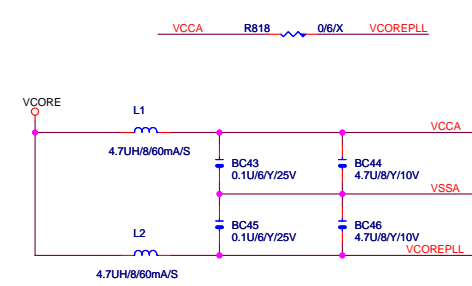 VCCA R818 0/6/X VCOREPLL
VCORE
L1
VCCA
4.7UH/8/60mA/S
BC43 BC44
0.1U/6/Y/25V 4.7U/8/Y/10V
VSSA
BC45 BC46
0.1U/6/Y/25V 4.7U/8/Y/10V
L2
VCOREPLL
4.7UH/8/60mA/S